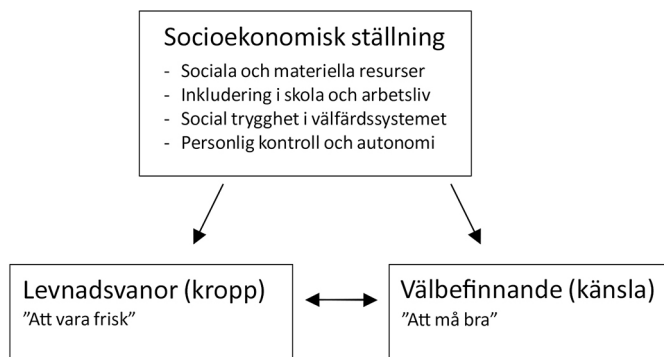 Socioekonomisk ställning
- Sociala och materiella resurser
- Inkludering i skola och arbetsliv
- Social trygghet i välfärdssystemet
- Personlig kontroll och autonomi
Levnadsvanor (kropp)
”Att vara frisk”
Välbefinnande (känsla)
”Att må bra”